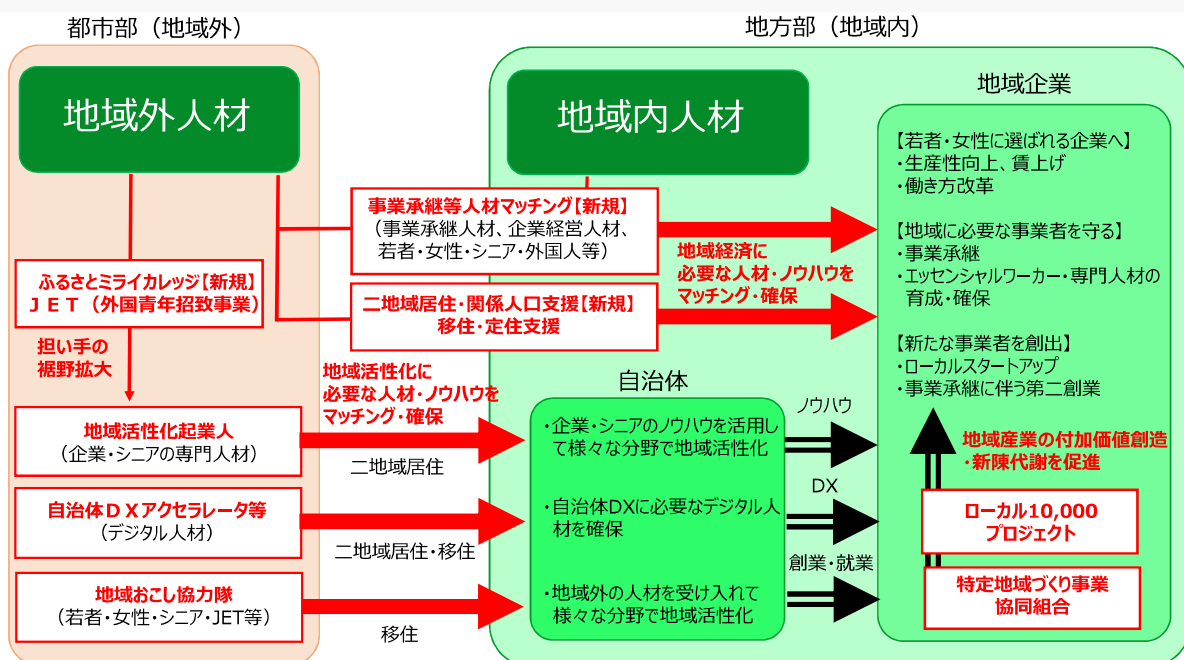 都市部（地域外）
地方部（地域内）
地域外人材
地域内人材
地域企業
【若者・女性に選ばれる企業へ】
・生産性向上、賃上げ
・働き方改革
【地域に必要な事業者を守る】
・事業承継
・エッセンシャルワーカー・専門人材の
育成・確保
【新たな事業者を創出】
・ローカルスタートアップ
・事業承継に伴う第二創業
事業承継等人材マッチング【新規】
（事業承継人材、企業経営人材、
若者・女性・シニア・外国人等）
地域経済に
必要な人材・ノウハウを
マッチング・確保
ふるさとミライカレッジ【新規】
ＪＥＴ（外国青年招致事業）
二地域居住・関係人口支援【新規】
移住・定住支援
担い手の
裾野拡大
地域活性化に
必要な人材・ノウハウを
マッチング・確保
自治体
地域活性化起業人
（企業・シニアの専門人材）
二地域居住
・企業・シニアのノウハウを活用し
て様々な分野で地域活性化
ノウハウ
地域産業の付加価値創造
・新陳代謝を促進
自治体ＤＸアクセラレータ等
（デジタル人材）
二地域居住・移住
・自治体DXに必要なデジタル人
材を確保
DX
ローカル10,000
プロジェクト
地域おこし協力隊
（若者・女性・シニア・JET等）
移住
・地域外の人材を受け入れて
様々な分野で地域活性化
創業・就業
特定地域づくり事業
協同組合